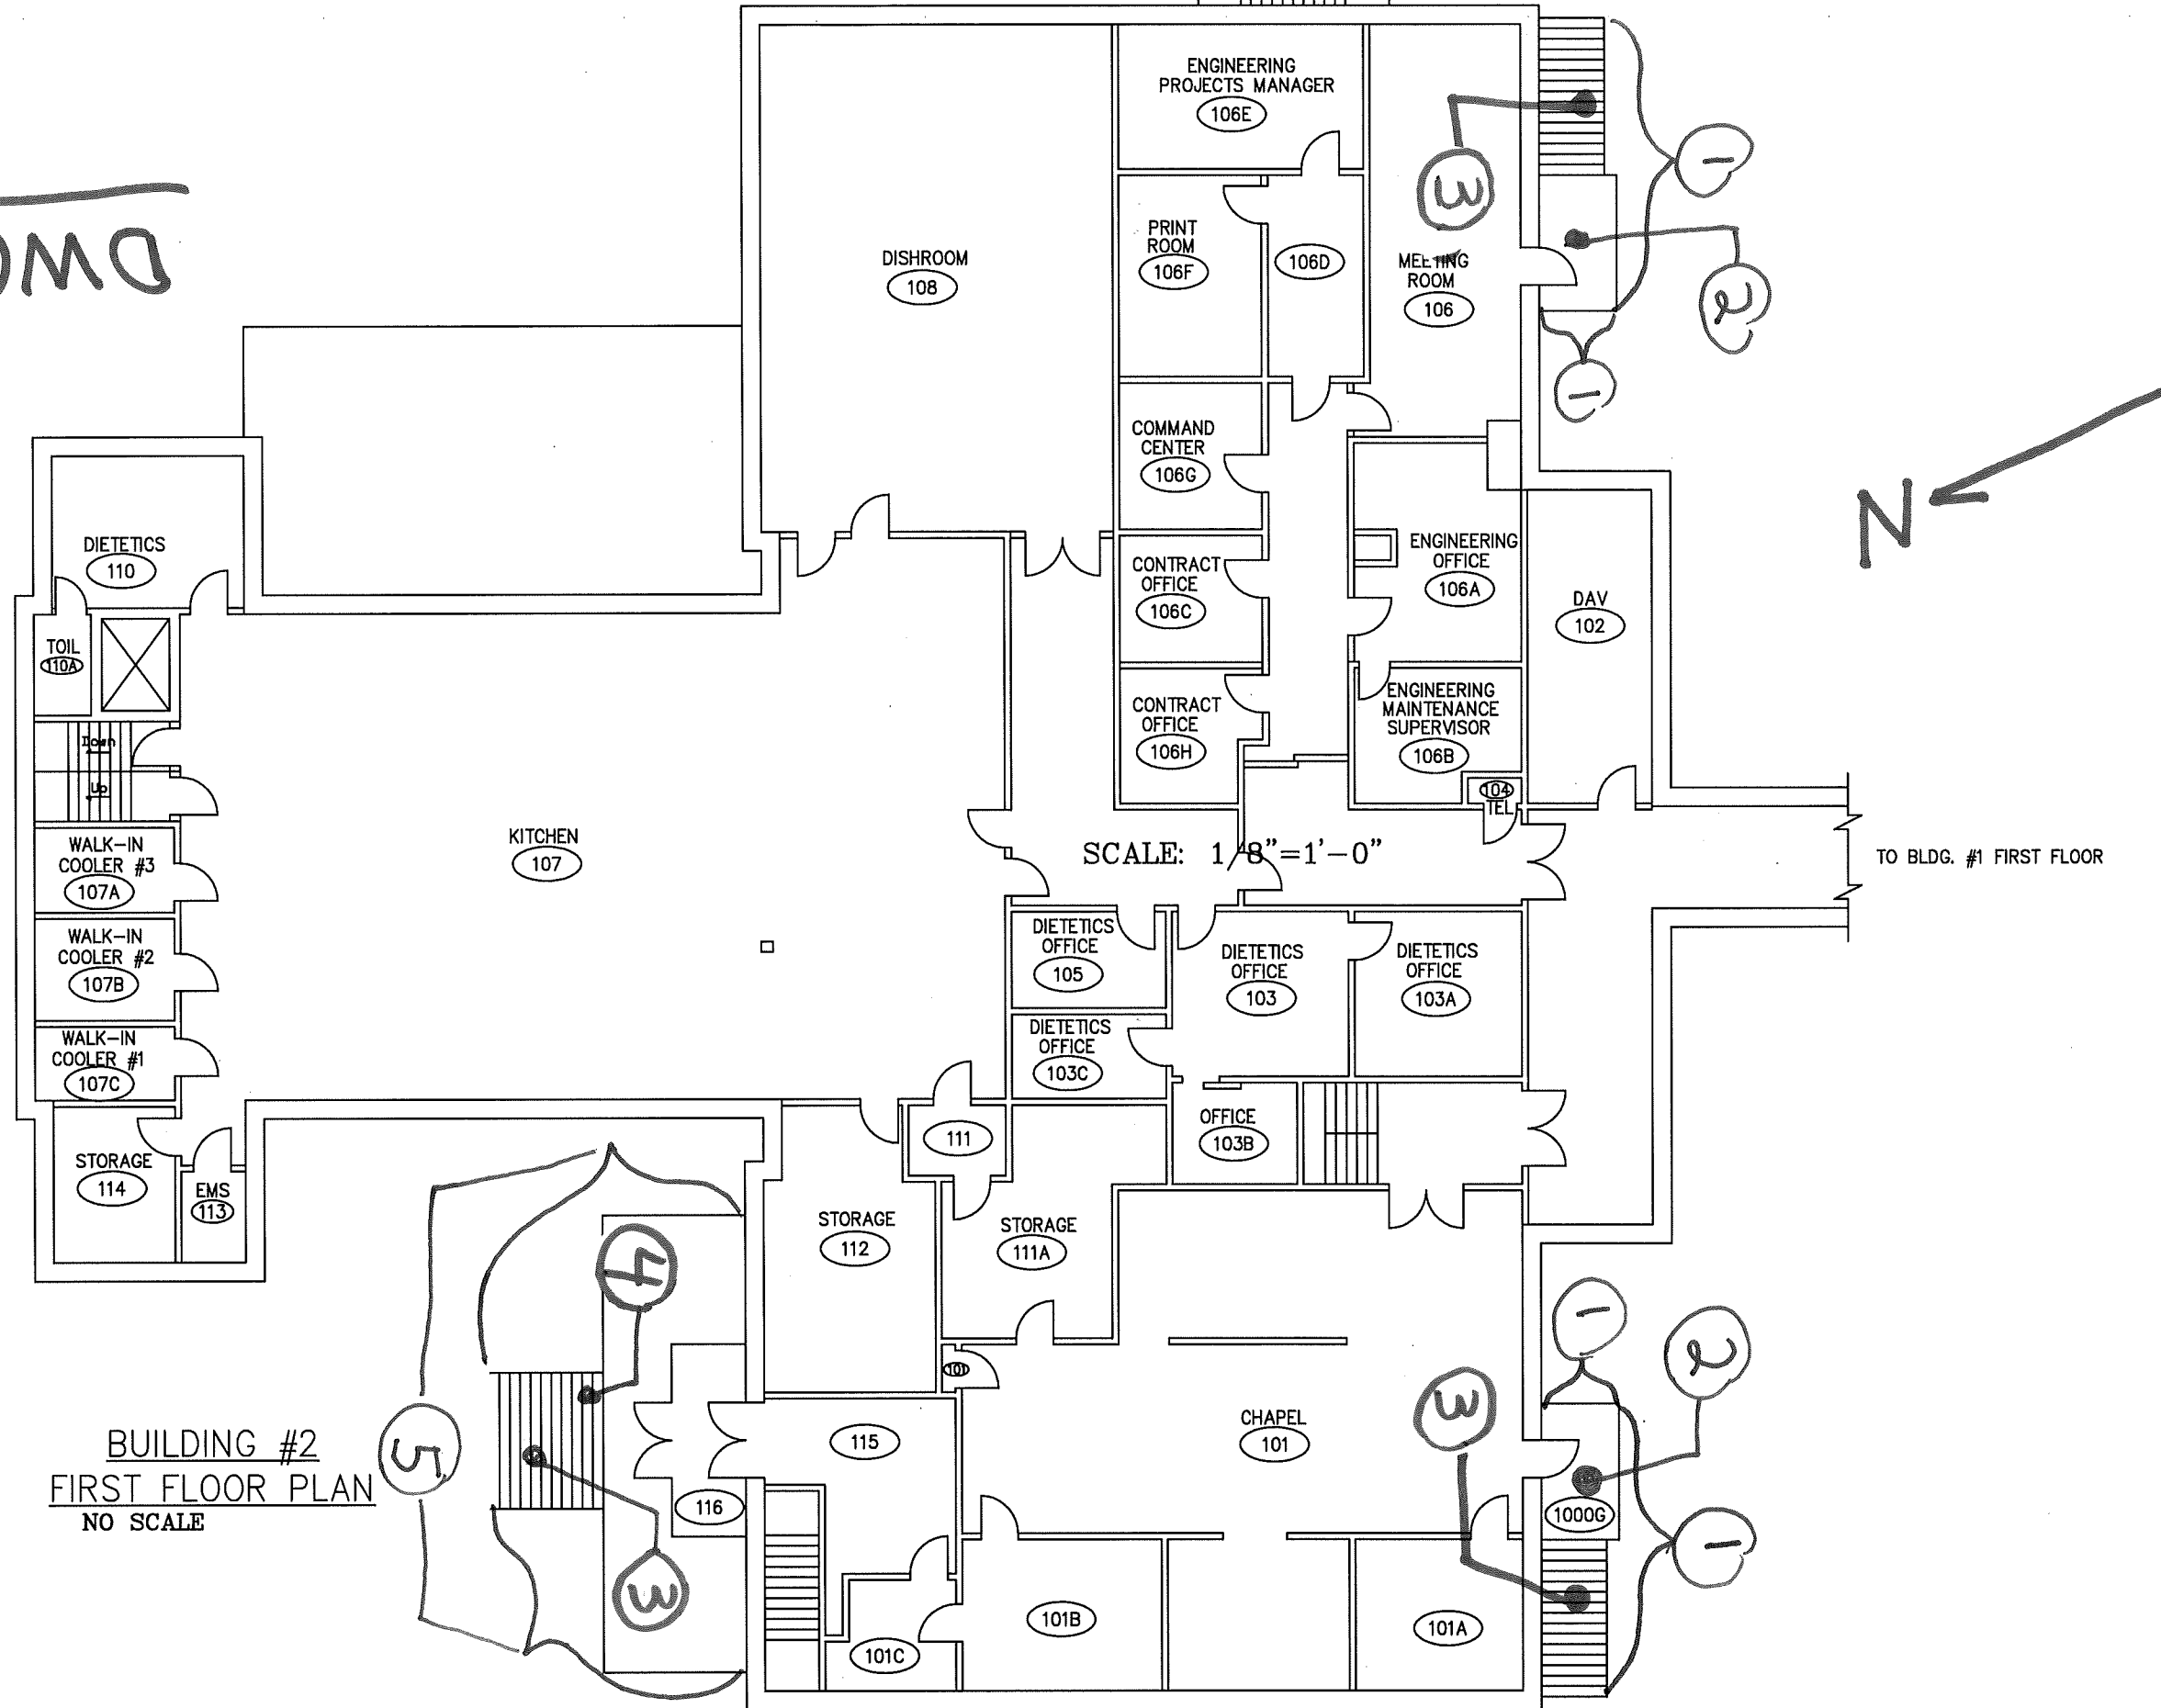 ENGINEERING
PROJECTS MANAGER
106E
3
1
DWG
PRINT
ROOM
106F
106D
DISHROOM
108
MEETING
ROOM
106
2
1
COMMAND
CENTER
106G
N
DIETETICS
110
ENGINEERING
OFFICE
106A
CONTRACT
OFFICE
106C
DAV
102
TOIL
110A
Down
Up
CONTRACT
OFFICE
106H
ENGINEERING
MAINTENANCE
SUPERVISOR
106B
104
TEL
KITCHEN
107
SCALE: 1/8"=1'-0"
TO BLDG. #1 FIRST FLOOR
WALK-IN
COOLER #3
107A
WALK-IN
COOLER #2
107B
WALK-IN
COOLER #1
107C
DIETETICS
OFFICE
105
DIETETICS
OFFICE
103
DIETETICS
OFFICE
103A
DIETETICS
OFFICE
103C
OFFICE
103B
111
STORAGE
114
EMS
113
STORAGE
112
STORAGE
111A
4
1
2
3
5
BUILDING #2
FIRST FLOOR PLAN
NO SCALE
115
116
CHAPEL
101
1000G
1
3
101B
101A
101C